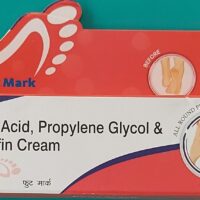 Mark
BEFORE
Acid, Propylene Glycol &
fin Cream
ALL ROUND
फूट मार्क